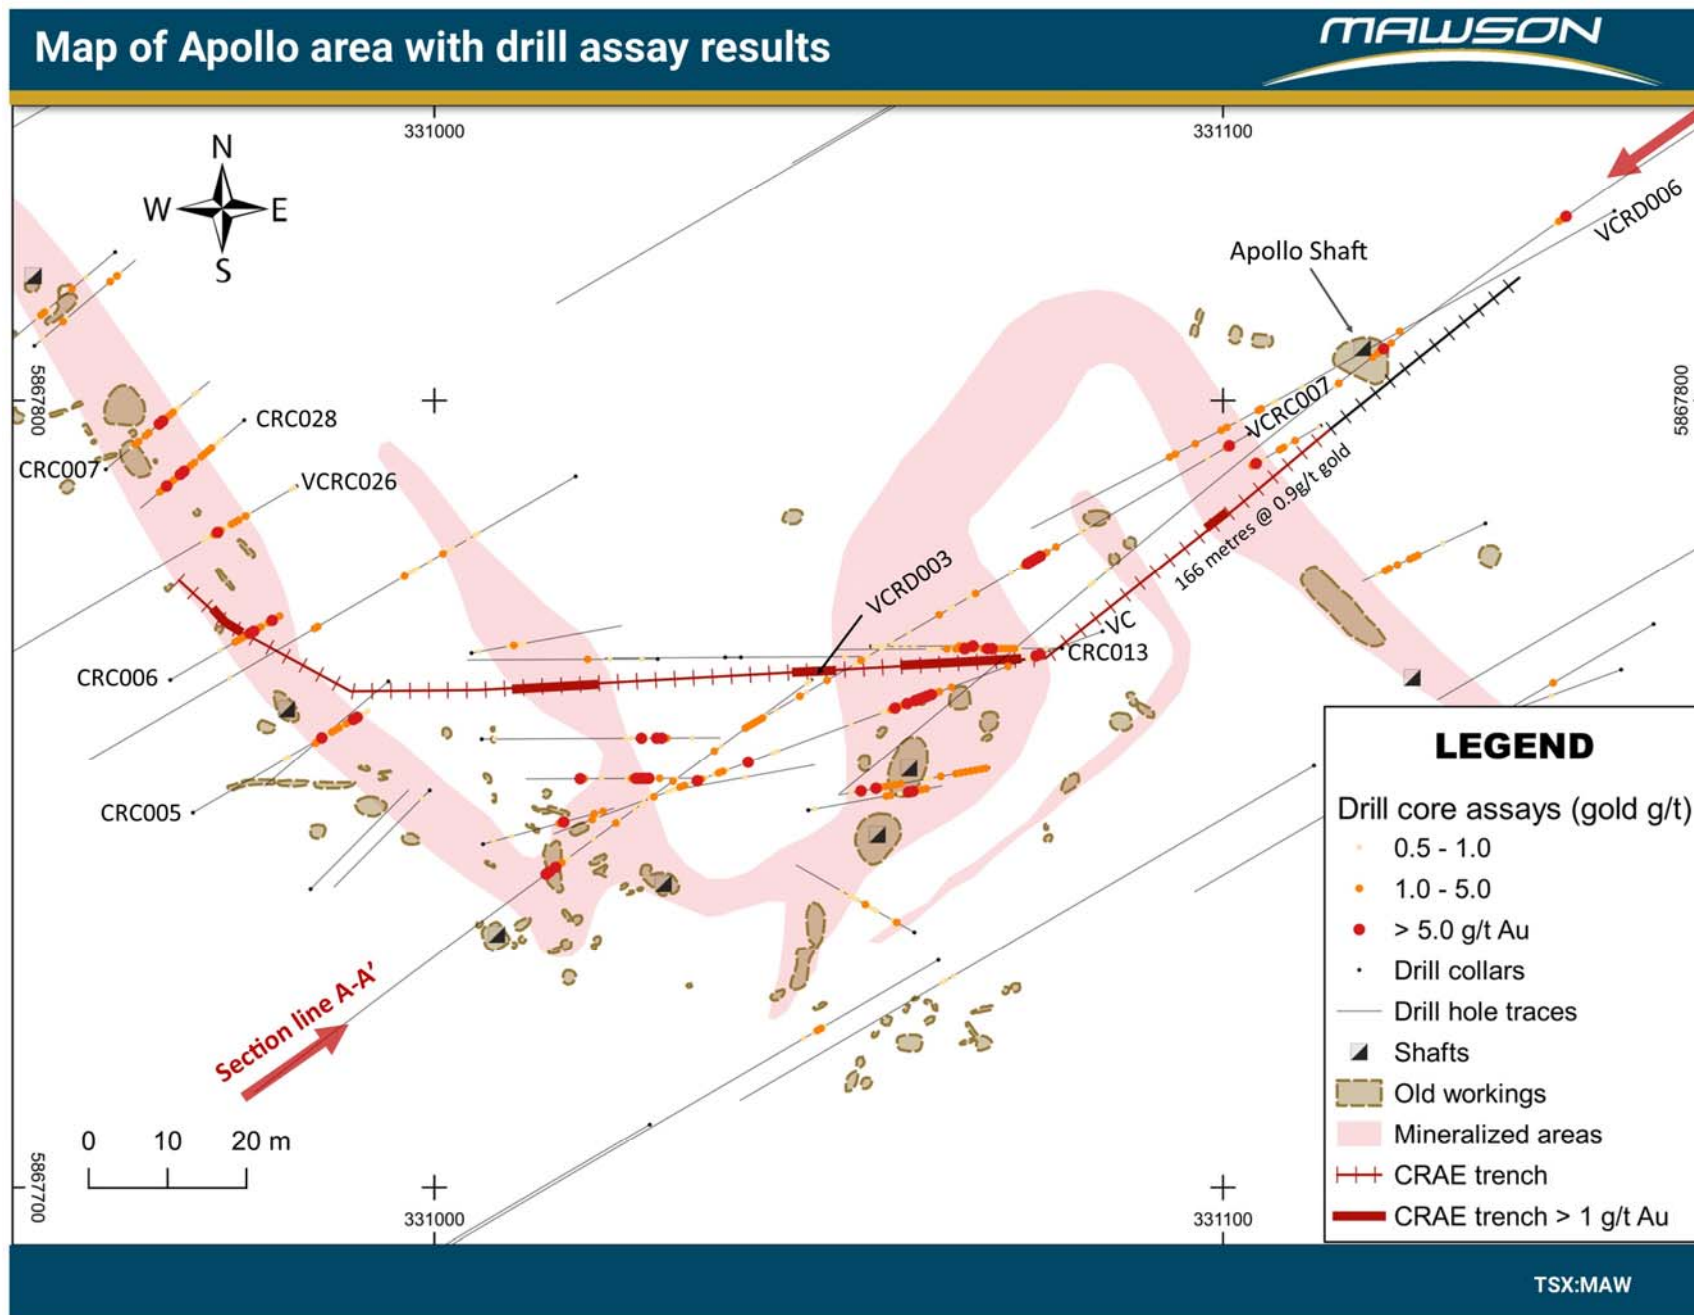 Map of Apollo area with drill assay results
MAWSON
331000
331100
N
W
E
S
VCRD006
Apollo Shaft
5867800
5867800
VCRC007
CRC028
CRC007
VCRC026
166 metres @ 0.9g/t gold
VCRD003
VC
CRC013
CRC006
CRC005
Section line A-A’
0 10 20 m
5867700
331000
331100
LEGEND
Drill core assays (gold g/t)
0.5 - 1.0
1.0 - 5.0
> 5.0 g/t Au
Drill collars
Drill hole traces
Shafts
Old workings
Mineralized areas
CRAE trench
CRAE trench > 1 g/t Au
TSX:MAW